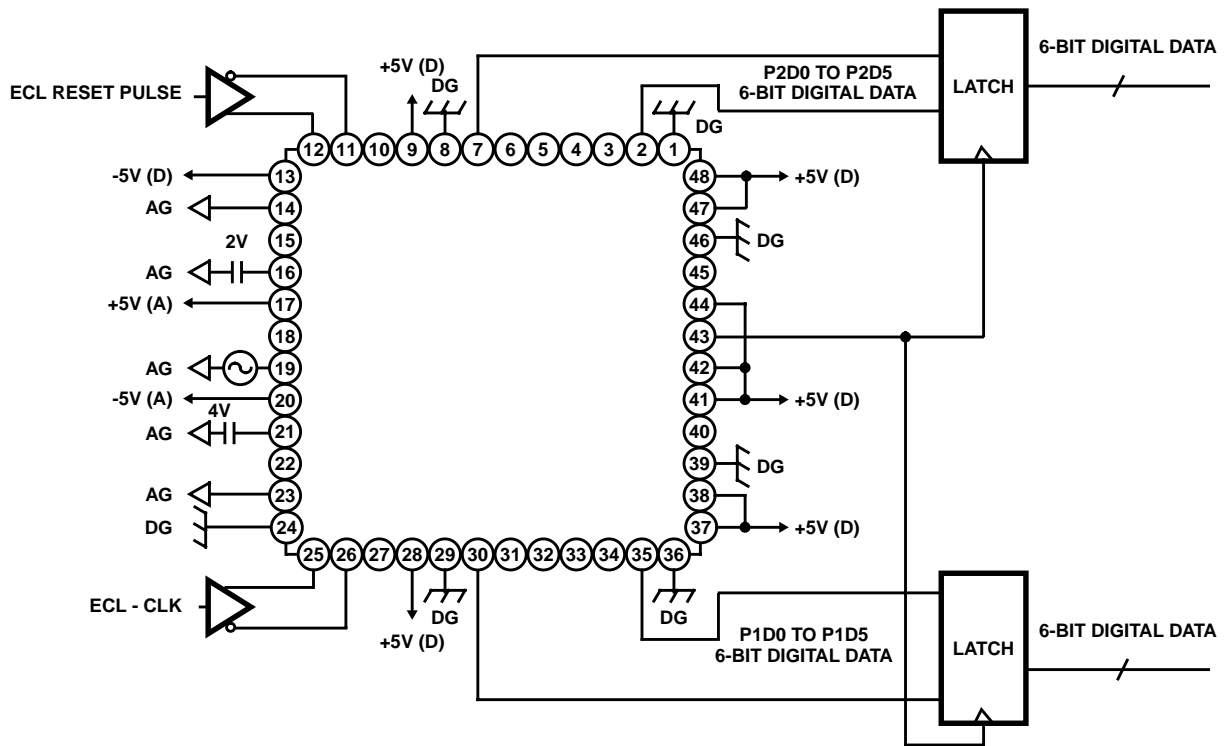 6-BIT DIGITAL DATA
+5V (D)
DG
P2D0 TO P2D5
6-BIT DIGITAL DATA
LATCH
ECL RESET PULSE
DG
12 11 10 9 8 7 6 5 4 3 2 1
-5V (D) 13
48 +5V (D)
AG 14
47
15
46 DG
2V
AG 16
45
+5V (A) 17
44
18
43
AG 19
42
-5V (A) 20
41 +5V (D)
4V
AG 21
40
22
39 DG
AG 23
38
DG 24
37 +5V (D)
25 26 27 28 29 30 31 32 33 34 35 36
ECL - CLK
DG
DG
+5V (D)
P1D0 TO P1D5
6-BIT DIGITAL DATA
LATCH
6-BIT DIGITAL DATA